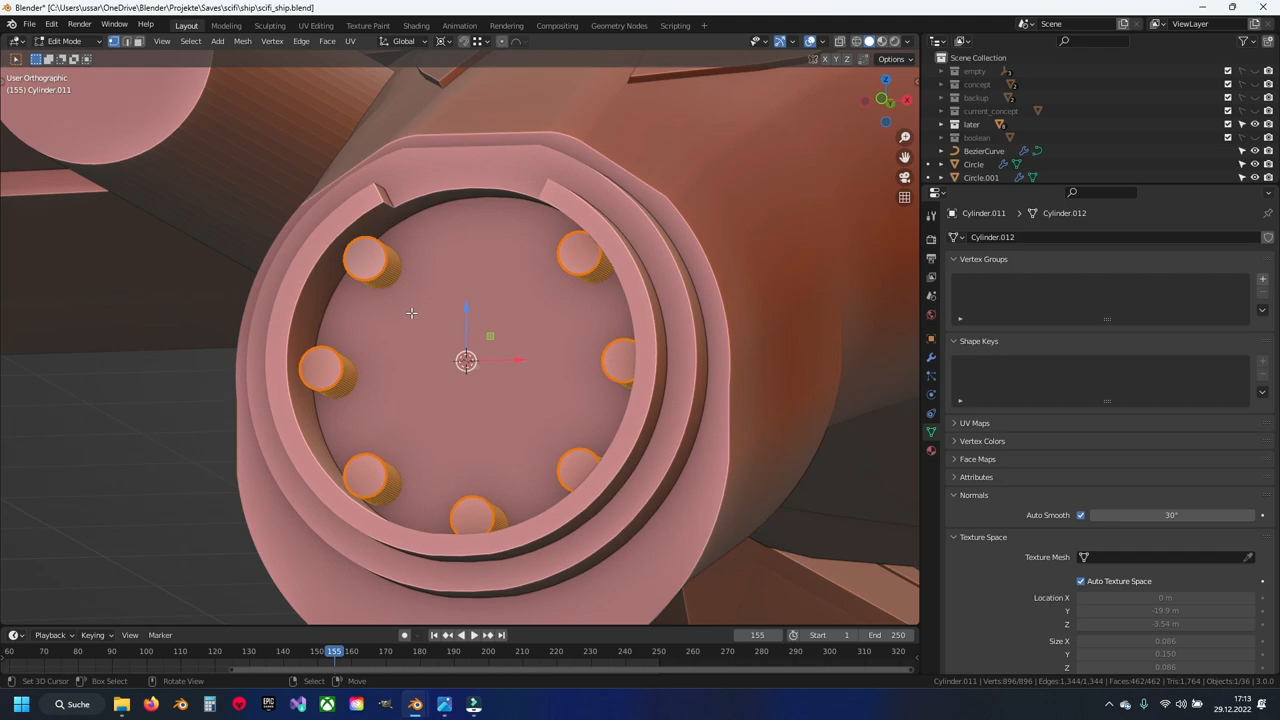 Blender* [C:\Users\ussar\OneDrive\Blender\Projekte\Saves\scifi\ship\scifi_ship.blend]
File Edit Render Window Help Layout Modeling Sculpting UV Editing Texture Paint Shading Animation Rendering Compositing Geometry Nodes Scripting + Scene ViewLayer
Edit Mode View Select Add Mesh Vertex Edge Face UV Global
X Y Z Options
User Orthographic
(155) Cylinder.011
Z
X
Y
Scene Collection
empty 3
concept 2
backup 2
current_concept
later 8
boolean
BezierCurve
Circle
Circle.001
Cylinder.011 > Cylinder.012
Cylinder.012
Vertex Groups
Shape Keys
UV Maps
Vertex Colors
Face Maps
Attributes
Normals
Auto Smooth 30°
Texture Space
Texture Mesh
Auto Texture Space
Location X 0 m
Y -19.9 m
Z -3.54 m
Size X 0.086
Y 0.150
Z 0.086
Playback Keying View Marker 155 Start 1 End 250
60 70 80 90 100 110 120 130 140 150 155 160 170 180 190 200 210 220 230 240 250 260 270 280 290 300 310 320
Set 3D Cursor Box Select Rotate View Select Move Cylinder.011 | Verts:896/896 | Edges:1,344/1,344 | Faces:462/462 | Tris:1,764 | Objects:1/36 | 3.0.0
Suche
17:13
29.12.2022